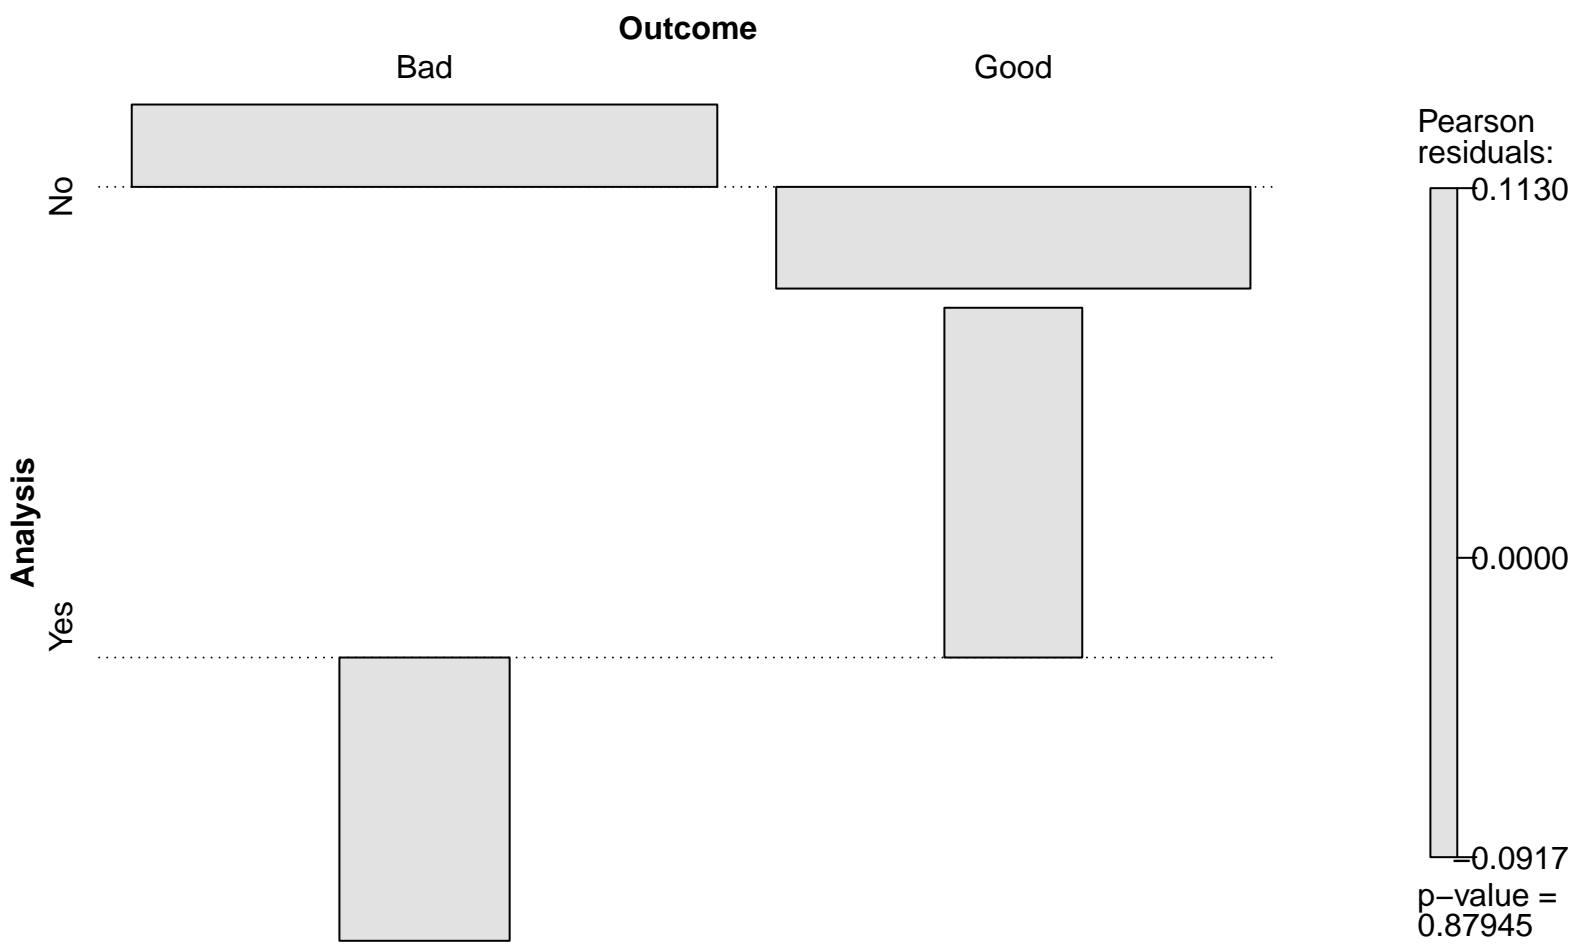 Outcome
Bad
Good
No
Yes
Analysis
Pearson
residuals:
0.1130
0.0000
−0.0917
p−value =
0.87945